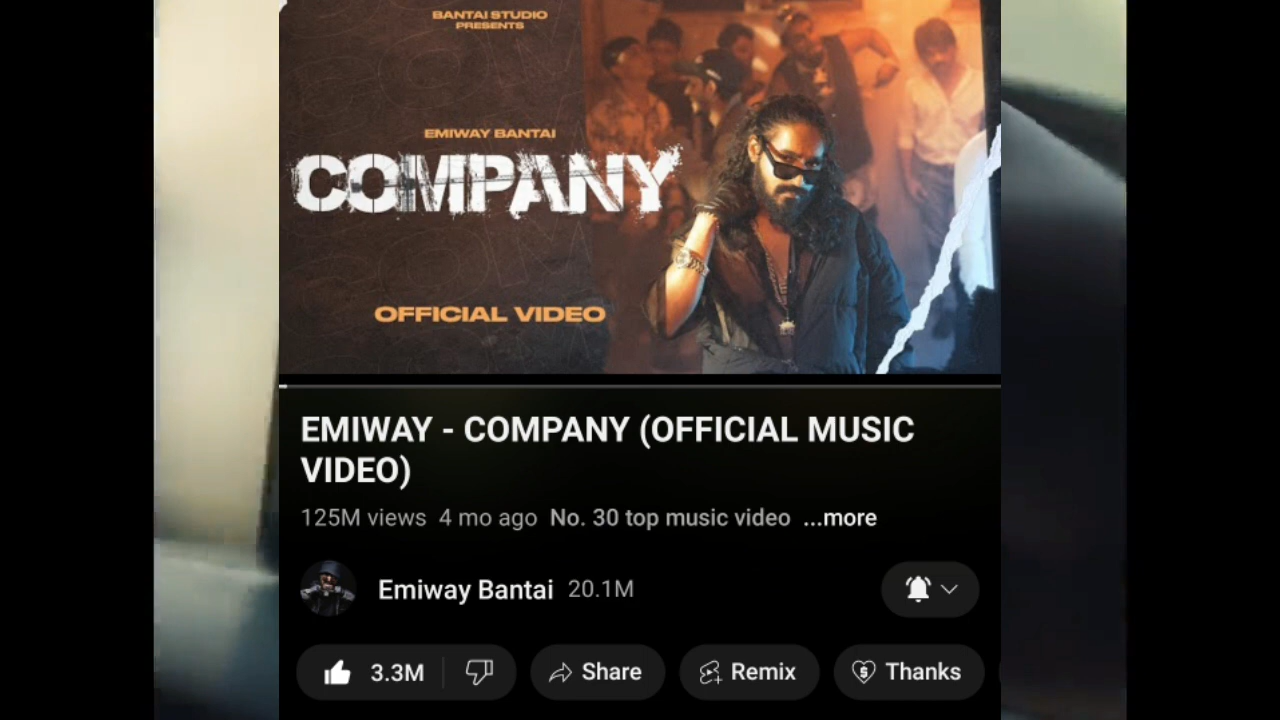 BANTAI STUDIO
PRESENTS
EMIWAY BANTAI
COMPANY
OFFICIAL VIDEO
EMIWAY - COMPANY (OFFICIAL MUSIC
VIDEO)
125M views 4 mo ago No. 30 top music video ...more
Emiway Bantai 20.1M
3.3M Share Remix Thanks